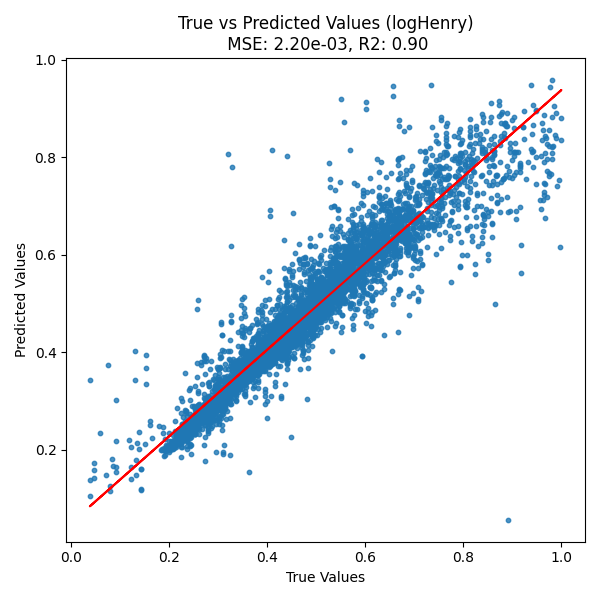 True vs Predicted Values (logHenry)
MSE: 2.20e-03, R2: 0.90
1.0
0.8
0.6
0.4
0.2
Predicted Values
0.0 0.2 0.4 0.6 0.8 1.0
True Values